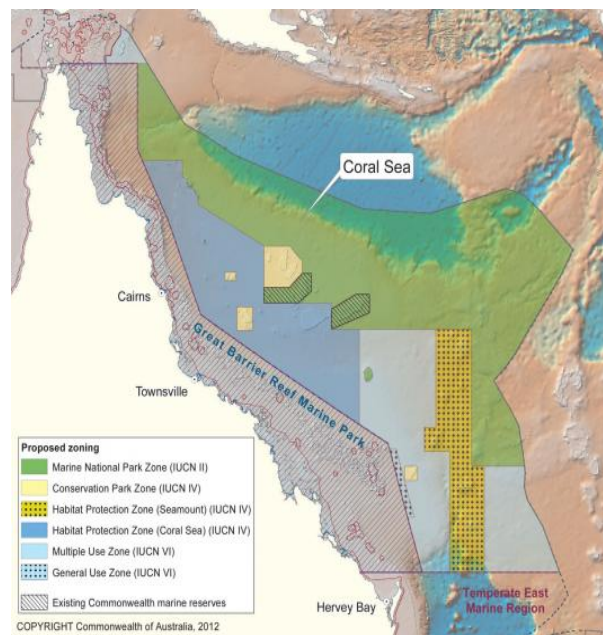 Coral Sea
Cairns
Great Barrier Reef Marine Park
Townsville
Proposed zoning
Marine National Park Zone (IUCN II)
Conservation Park Zone (IUCN IV)
Habitat Protection Zone (Seamount) (IUCN IV)
Habitat Protection Zone (Coral Sea) (IUCN IV)
Multiple Use Zone (IUCN VI)
General Use Zone (IUCN VI)
Existing Commonwealth marine reserves
Hervey Bay
Temperate East
Marine Region
COPYRIGHT Commonwealth of Australia, 2012